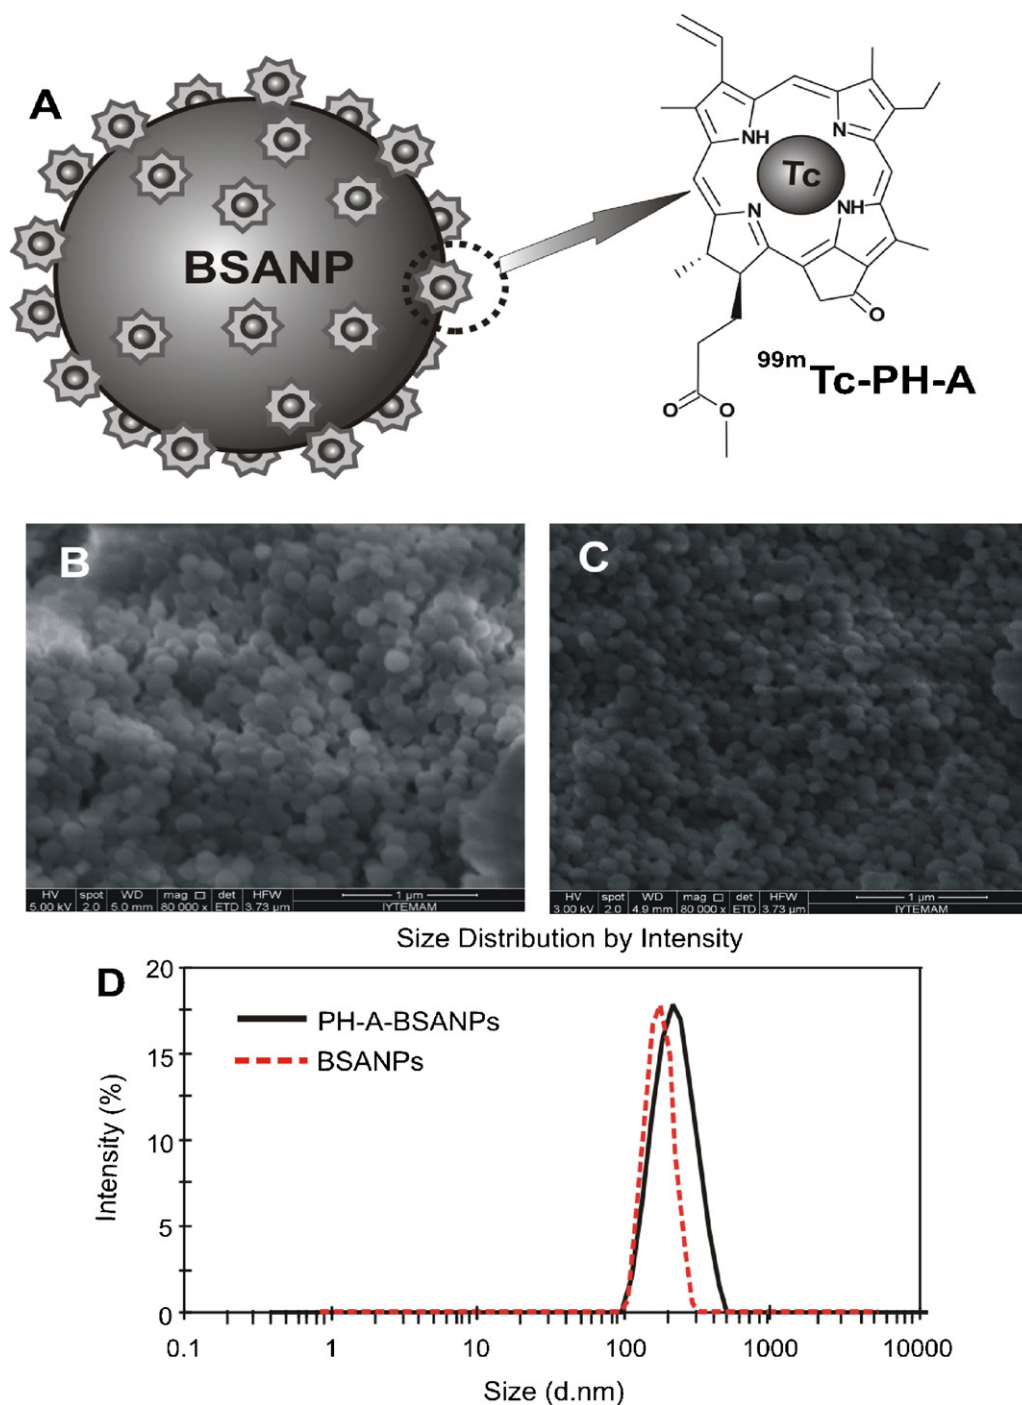 A
BSANP
NH
N
Tc
N
NH
O
O
O
99mTc-PH-A
B
HV spot WD mag det HFW 1 µm
5.00 kV 2.0 5.0 mm 80 000 x ETD 3.73 µm IYTEMAM
C
HV spot WD mag det HFW 1 µm
3.00 kV 2.0 4.9 mm 80 000 x ETD 3.73 µm IYTEMAM
Size Distribution by Intensity
D
PH-A-BSANPs
BSANPs
Intensity (%)
20
15
10
5
0
0.1 1 10 100 1000 10000
Size (d.nm)